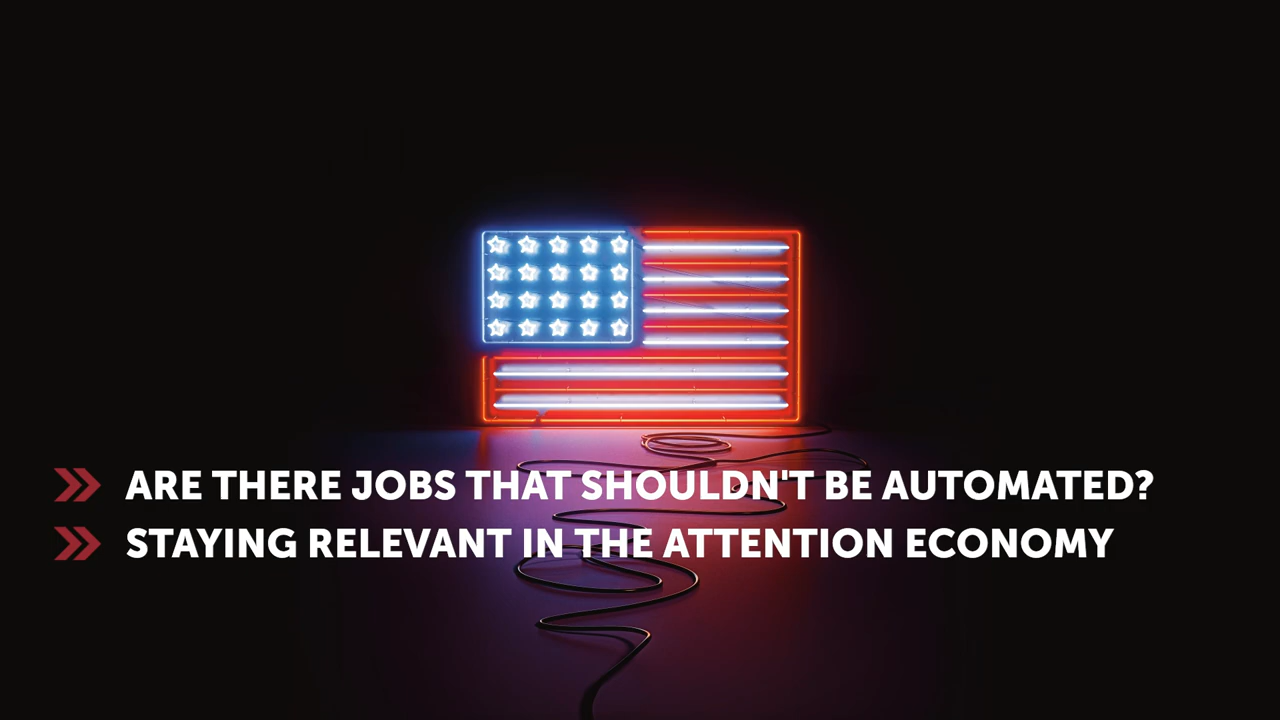 ARE THERE JOBS THAT SHOULDN'T BE AUTOMATED?
STAYING RELEVANT IN THE ATTENTION ECONOMY